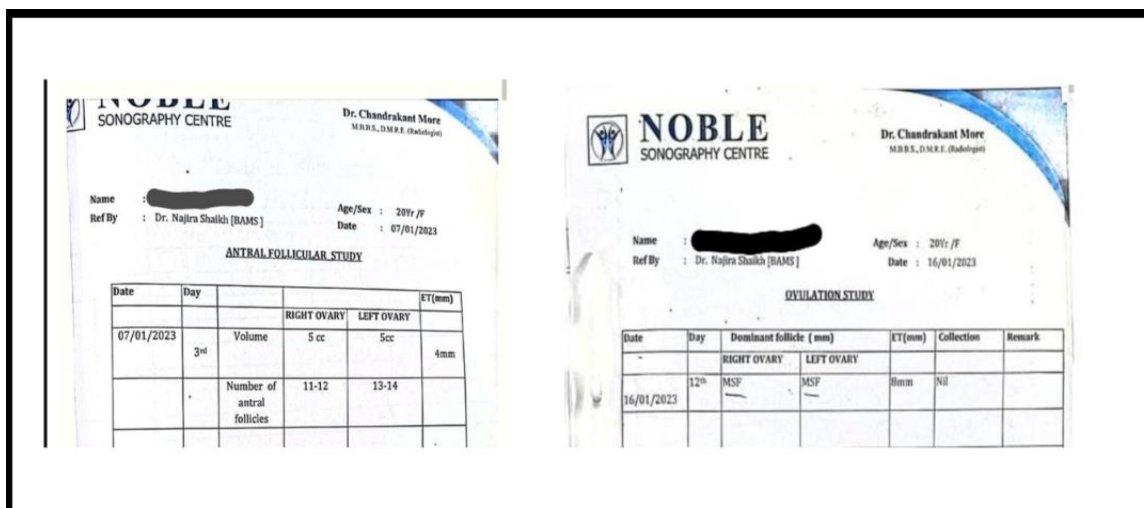 NOBLE
SONOGRAPHY CENTRE
Dr. Chandrakant More
M.B.B.S., D.M.R.E. (Radiologist)
Name :
Ref By : Dr. Najira Shaikh [BAMS]
Age/Sex : 20Yr /F
Date : 07/01/2023
ANTRAL FOLLICULAR STUDY
Date Day ET(mm)
RIGHT OVARY LEFT OVARY
07/01/2023 3rd Volume 5 cc 5cc 4mm
Number of antral follicles 11-12 13-14
NOBLE
SONOGRAPHY CENTRE
Dr. Chandrakant More
M.B.B.S., D.M.R.E. (Radiologist)
Name :
Ref By : Dr. Najira Shaikh [BAMS]
Age/Sex : 20Yr /F
Date : 16/01/2023
OVULATION STUDY
Date Day Dominant follicle ( mm) ET(mm) Collection Remark
RIGHT OVARY LEFT OVARY
16/01/2023 12th MSF MSF 8mm Nil